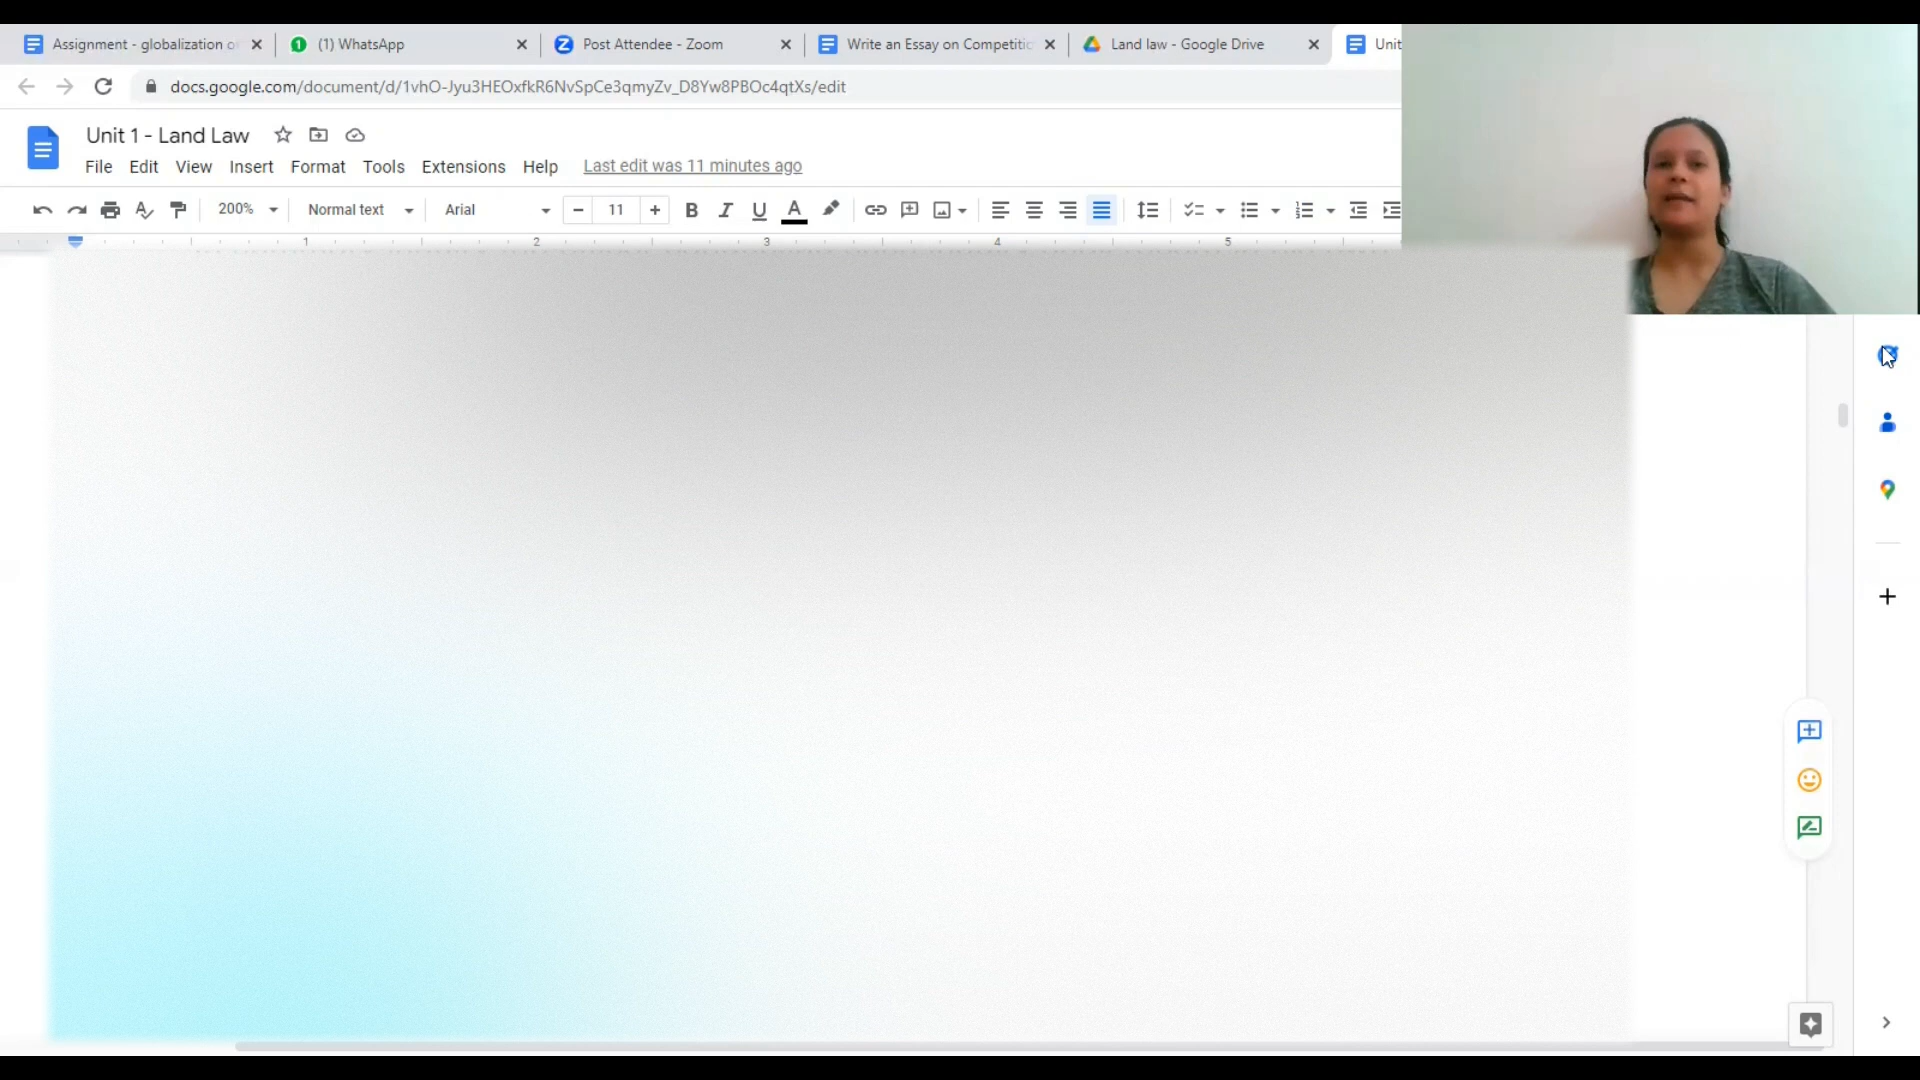 Assignment - globalization o
(1) WhatsApp
Post Attendee - Zoom
Write an Essay on Competitio
Land law - Google Drive
Unit
docs.google.com/document/d/1vhO-Jyu3HEOxfkR6NvSpCe3qmyZv_D8Yw8PBOc4qtXs/edit
Unit 1 - Land Law
File Edit View Insert Format Tools Extensions Help Last edit was 11 minutes ago
200% Normal text Arial 11
1 2 3 4 5